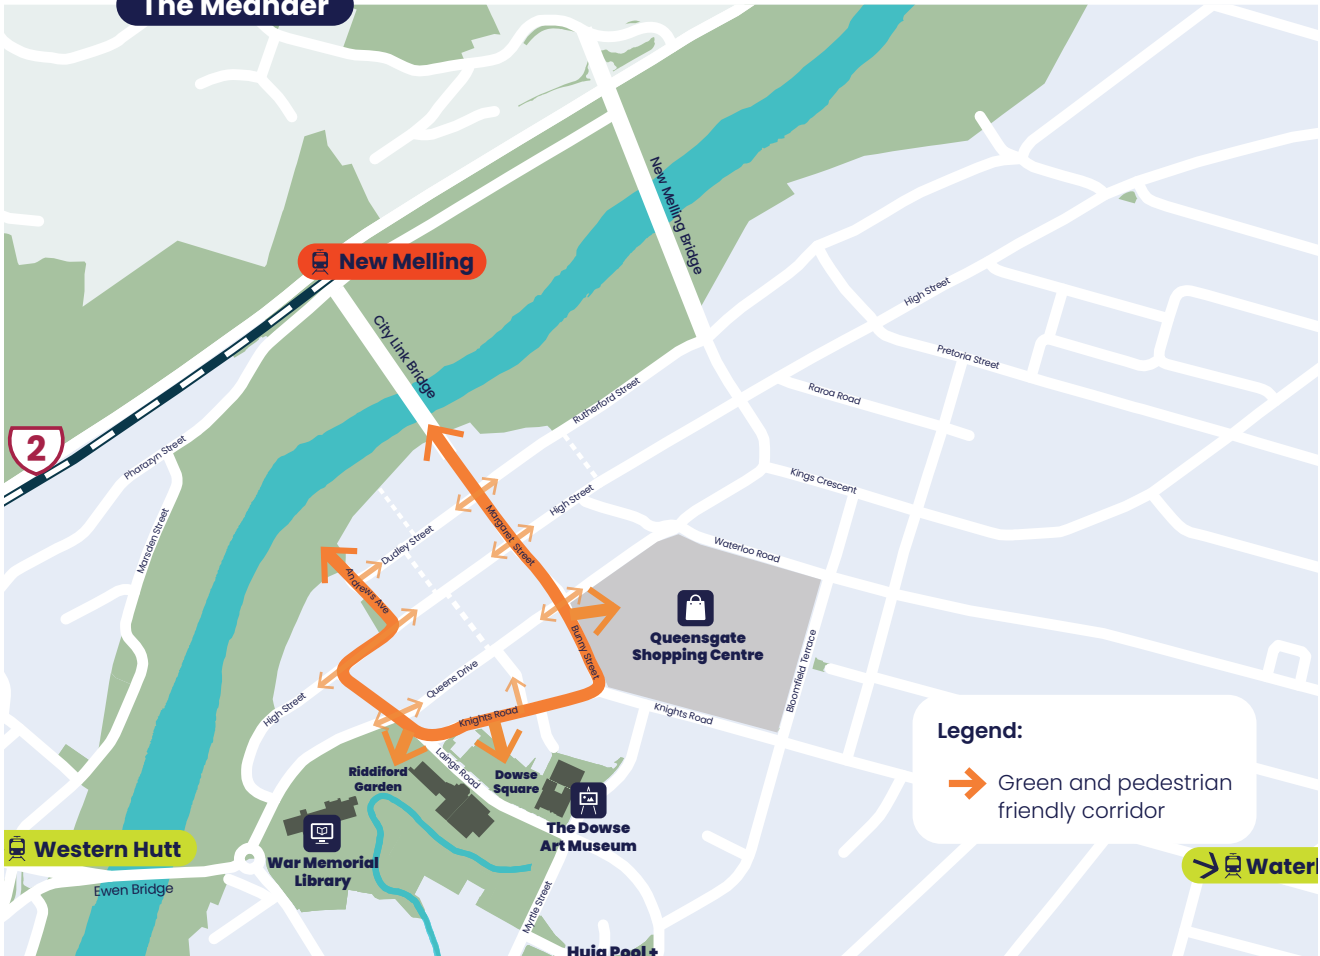 The Meander
New Melling Bridge
New Melling
High Street
City Link Bridge
Pretoria Street
Rutherford Street
Raroa Road
2
Pharazyn Street
Kings Crescent
High Street
Margaret Street
Marsden Street
Dudley Street
Waterloo Road
Andrews Ave
Queensgate
Shopping Centre
Bunny Street
Bloomfield Terrace
Queens Drive
High Street
Knights Road
Knights Road
Legend:
Green and pedestrian
friendly corridor
Laings Road
Riddiford
Garden
Dowse
Square
The Dowse
Art Museum
Western Hutt
War Memorial
Library
Ewen Bridge
Myrtle Street
Huia Pool +